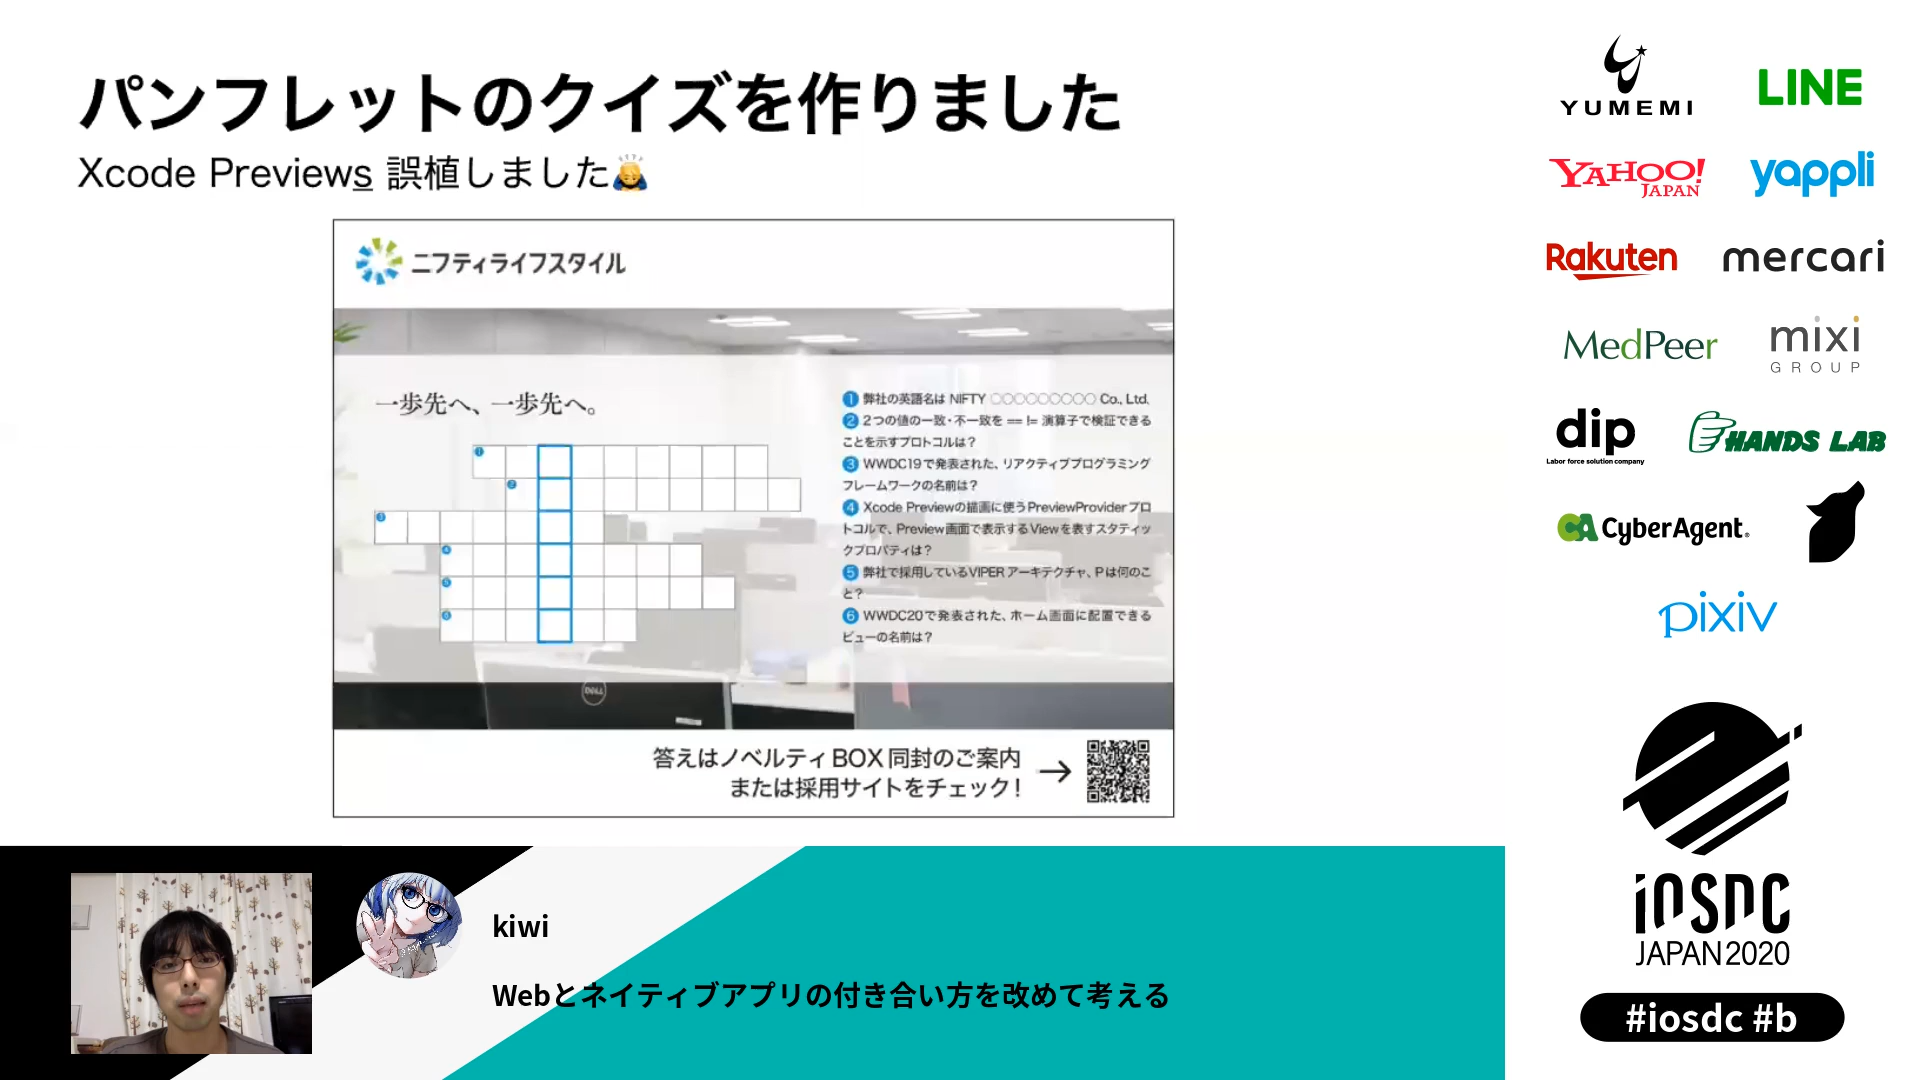 パンフレットのクイズを作りました
Xcode Previews 誤植しました🙇
ニフティライフスタイル
一歩先へ、一歩先へ。
1
2
3
4
5
6
1 弊社の英語名は NIFTY ○○○○○○○○○ Co., Ltd.
2 2つの値の一致・不一致を == != 演算子で検証できる
ことを示すプロトコルは？
3 WWDC19で発表された、リアクティブプログラミング
フレームワークの名前は？
4 Xcode Previewの描画に使うPreviewProviderプロ
トコルで、Preview画面で表示するViewを表すスタティッ
クプロパティは？
5 弊社で採用しているVIPERアーキテクチャ、Pは何のこ
と？
6 WWDC20で発表された、ホーム画面に配置できる
ビューの名前は？
DELL
答えはノベルティBOX同封のご案内
または採用サイトをチェック！
→
kiwi
Webとネイティブアプリの付き合い方を改めて考える
YUMEMI
LINE
YAHOO!
JAPAN
yappli
Rakuten
mercari
MedPeer
mixi
GROUP
dip
Labor force solution company
HANDS LAB
CA CyberAgent.
pixiv
iOSDC
JAPAN2020
#iosdc #b